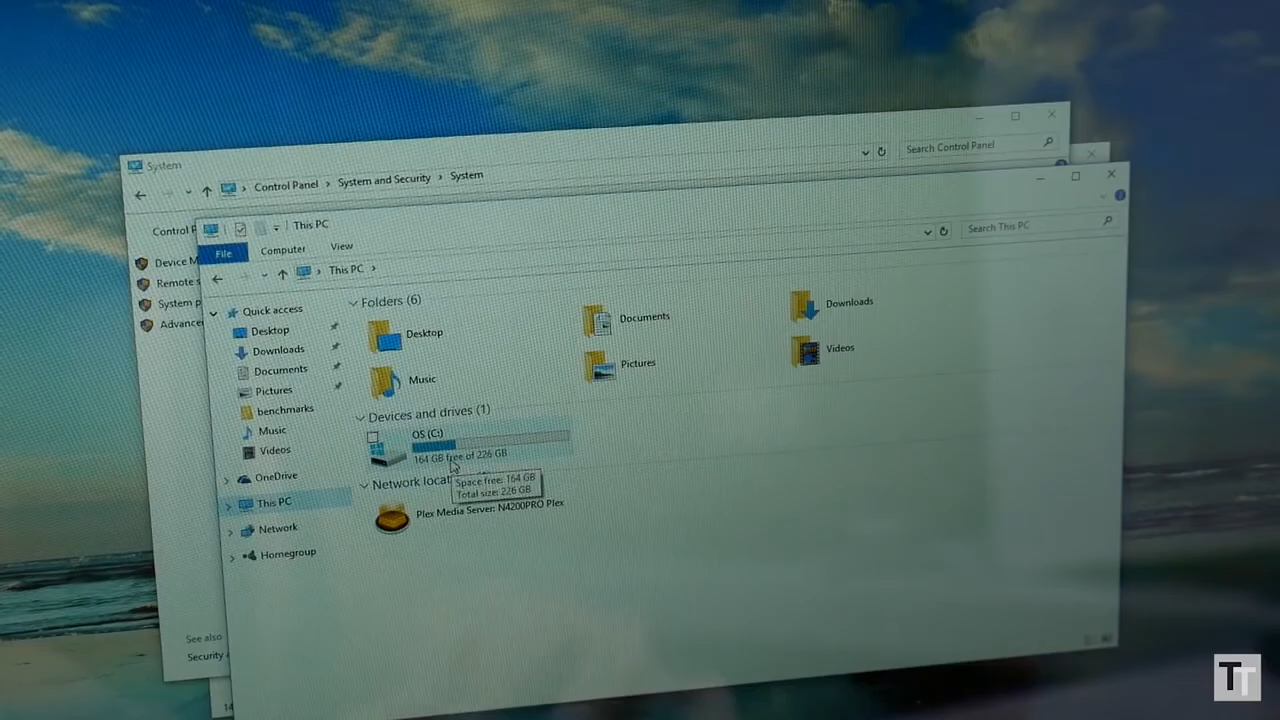 System
Control Panel > System and Security > System
Search Control Panel
Device M
Remote s
System p
Advance
See also
Security
This PC
File Computer View
This PC >
Search This PC
Quick access
Desktop
Downloads
Documents
Pictures
benchmarks
Music
Videos
OneDrive
This PC
Network
Homegroup
Folders (6)
Desktop
Documents
Downloads
Music
Pictures
Videos
Devices and drives (1)
OS (C:)
164 GB free of 226 GB
Space free: 164 GB
Total size: 226 GB
Network locat
Plex Media Server: N4200PRO Plex
TT